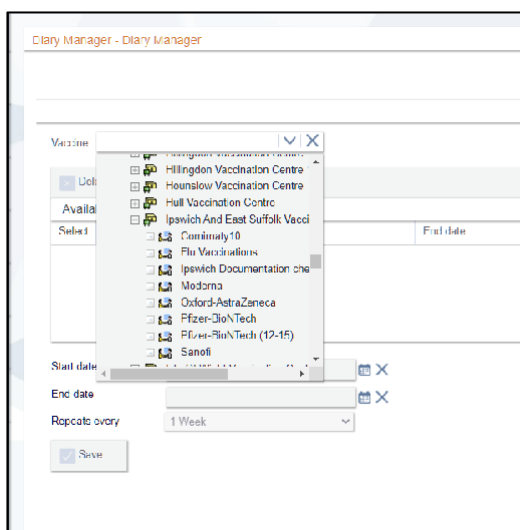 Diary Manager - Diary Manager
Vaccine
Hillingdon Vaccination Centre
Hounslow Vaccination Centre
Hull Vaccination Centre
Ipswich And East Suffolk Vacci
Comirnaty10
Flu Vaccinations
Ipswich Documentation che
Moderna
Oxford-AstraZeneca
Pfizer-BioNTech
Pfizer-BioNTech (12-15)
Sanofi
Availa
Select
End date
Start date
End date
Repeats every
1 Week
Save